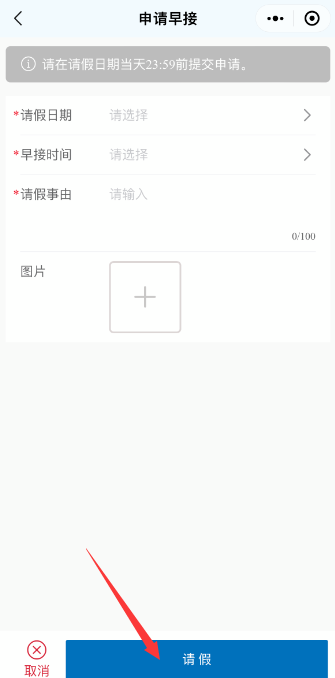 申请早接
请在请假日期当天23:59前提交申请。
*请假日期 请选择
*早接时间 请选择
*请假事由 请输入
0/100
图片
取消 请假